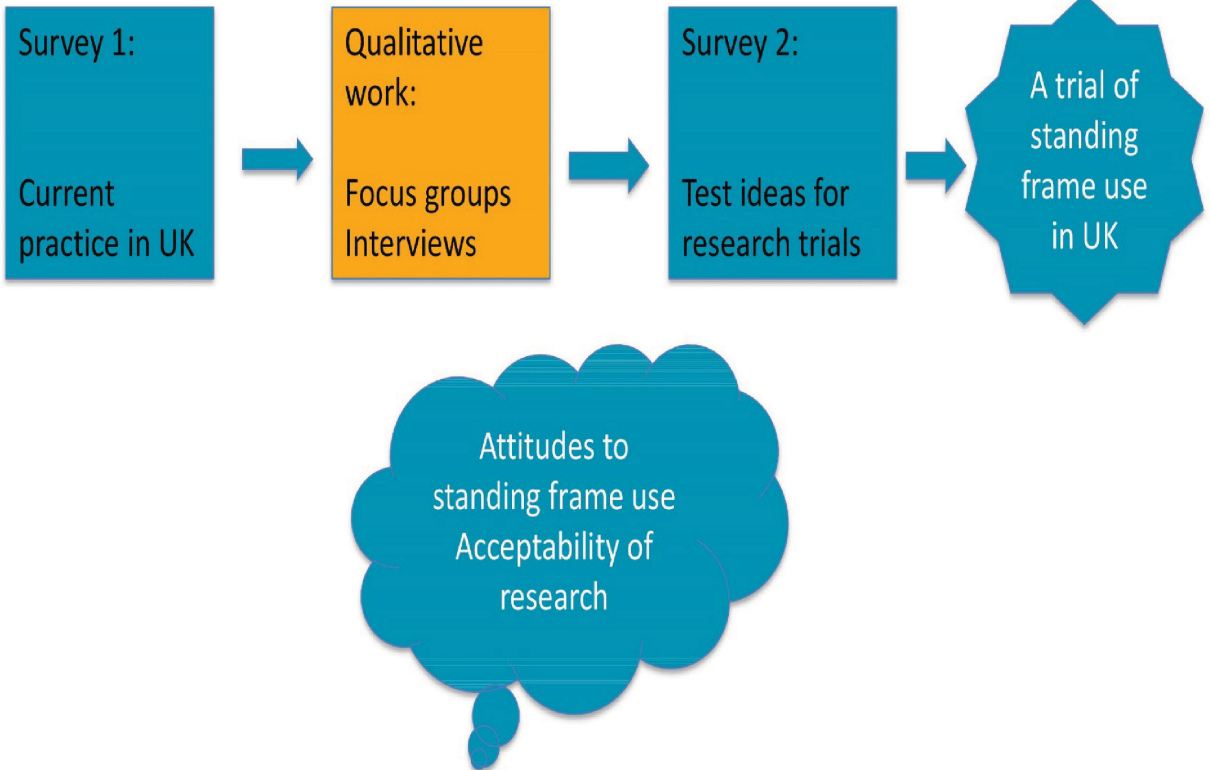 Survey 1:
Current
practice in UK
Qualitative
work:
Focus groups
Interviews
Survey 2:
Test ideas for
research trials
A trial of
standing
frame use
in UK
Attitudes to
standing frame use
Acceptability of
research